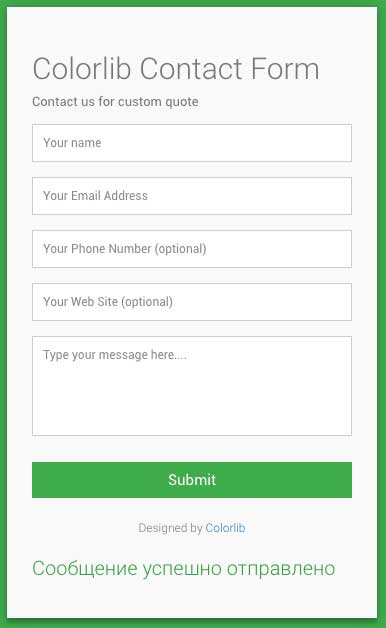 Colorlib Contact Form
Contact us for custom quote
Your name
Your Email Address
Your Phone Number (optional)
Your Web Site (optional)
Type your message here....
Submit
Designed by Colorlib
Сообщение успешно отправлено